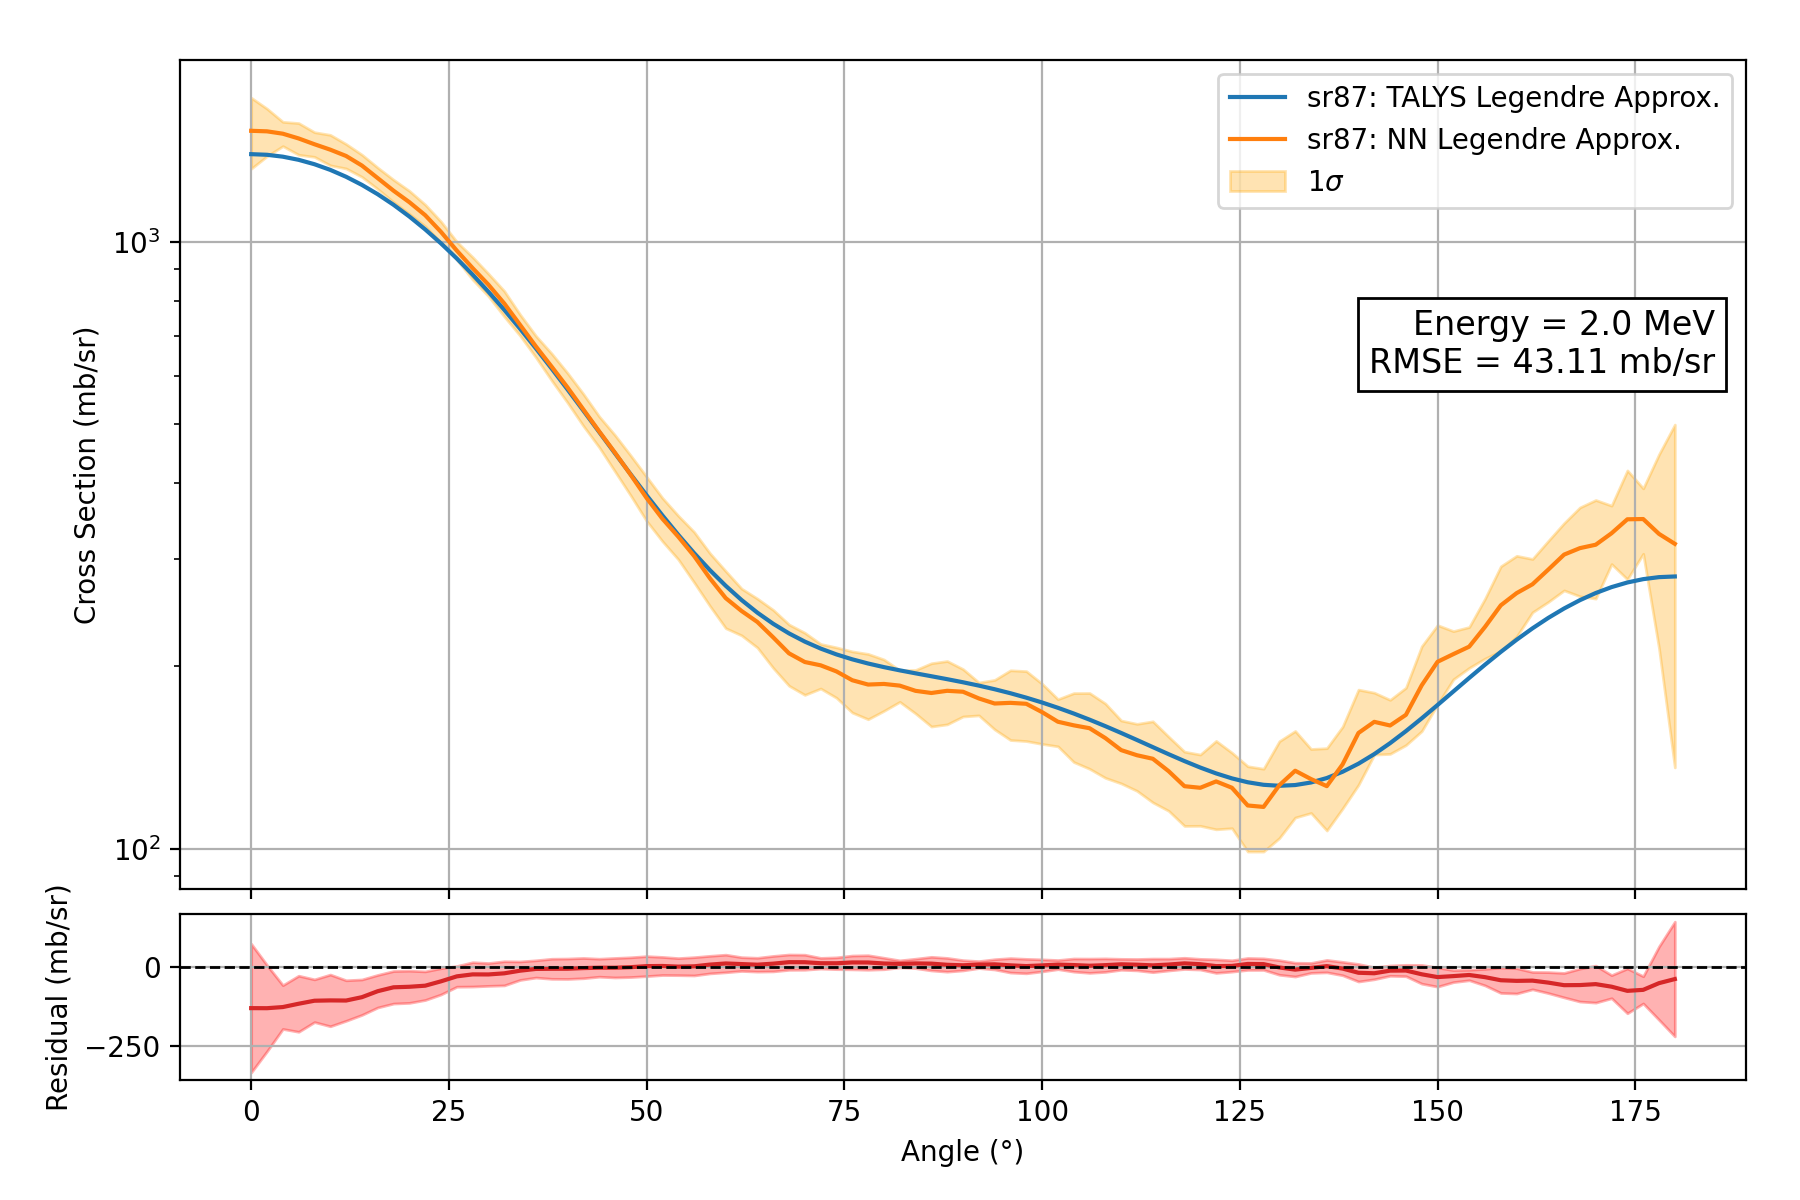 sr87: TALYS Legendre Approx.
sr87: NN Legendre Approx.
1σ
10³
Energy = 2.0 MeV
RMSE = 43.11 mb/sr
Cross Section (mb/sr)
10²
Residual (mb/sr)
0
−250
0 25 50 75 100 125 150 175
Angle (°)